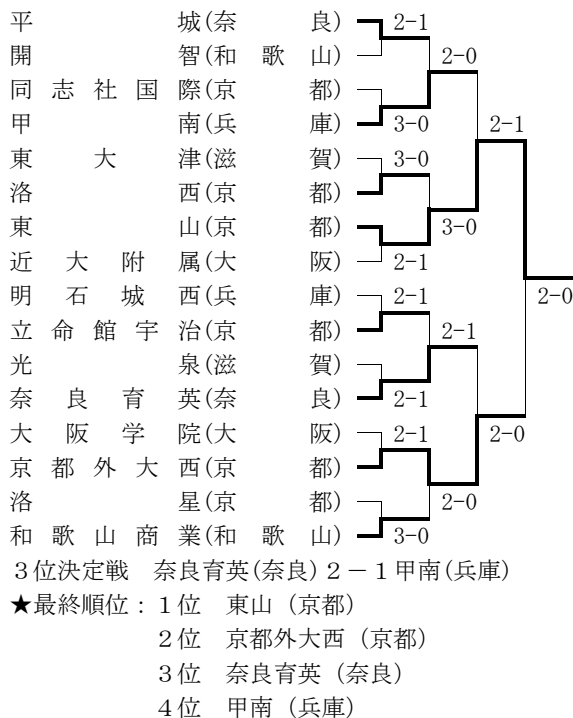 平城(奈良) 2-1
開智(和歌山) 2-0
同志社国際(京都)
甲南(兵庫) 3-0 2-1
東大津(滋賀) 3-0
洛西(京都)
東山(京都) 3-0
近大附属(大阪) 2-1
明石城西(兵庫) 2-1 2-0
立命館宇治(京都) 2-1
光泉(滋賀)
奈良育英(奈良) 2-1
大阪学院(大阪) 2-1 2-0
京都外大西(京都)
洛星(京都) 2-0
和歌山商業(和歌山) 3-0
3位決定戦 奈良育英(奈良)2-1甲南(兵庫)
★最終順位:1位 東山(京都)
2位 京都外大西(京都)
3位 奈良育英(奈良)
4位 甲南(兵庫)